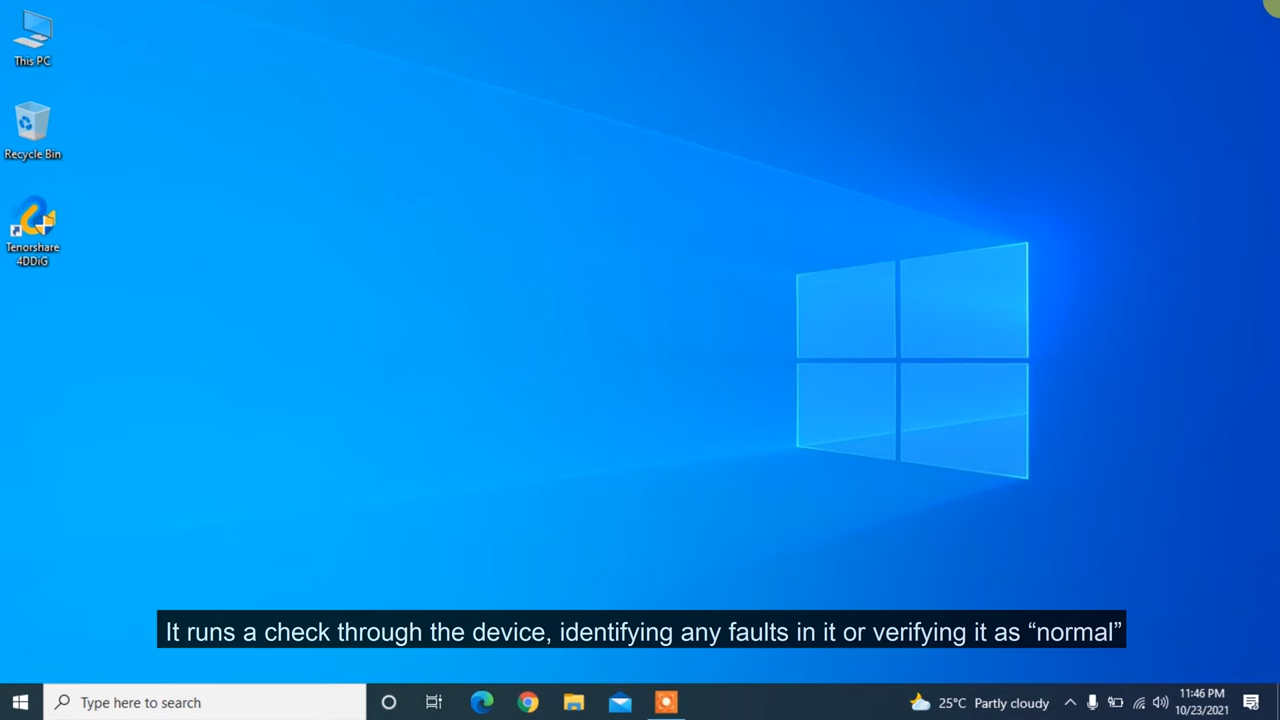 This PC
Recycle Bin
Tenorshare
4DDiG
It runs a check through the device, identifying any faults in it or verifying it as “normal”
Type here to search
25°C Partly cloudy
11:46 PM
10/23/2021